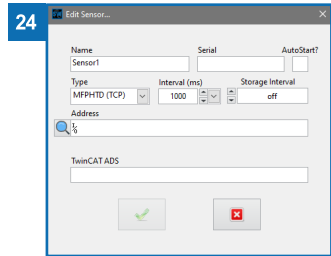 24
Edit Sensor...
Name Serial AutoStart?
Sensor1
Type Interval (ms) Storage Interval
MFPHTD (TCP) 1000 off
Address
TwinCAT ADS